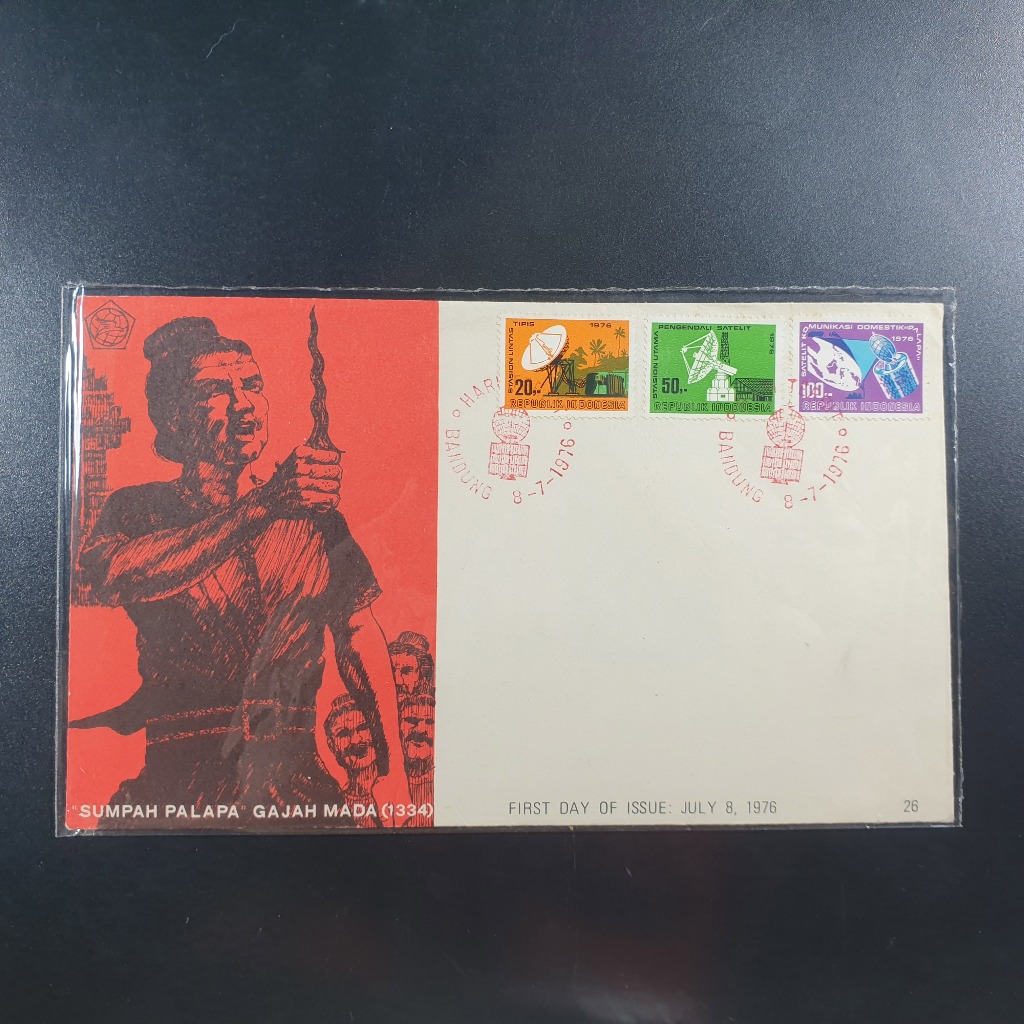 STASION LINTAS TIPIS 1976
20,-
REPUBLIK INDONESIA
STASION UTAMA PENGENDALI SATELIT 1976
50,-
REPUBLIK INDONESIA
SATELIT KOMUNIKASI DOMESTIK "PALAPA"
1976
100,-
REPUBLIK INDONESIA
BANDUNG 8-7-1976
BANDUNG 8-7-1976
"SUMPAH PALAPA" GAJAH MADA (1334)
FIRST DAY OF ISSUE: JULY 8, 1976
26